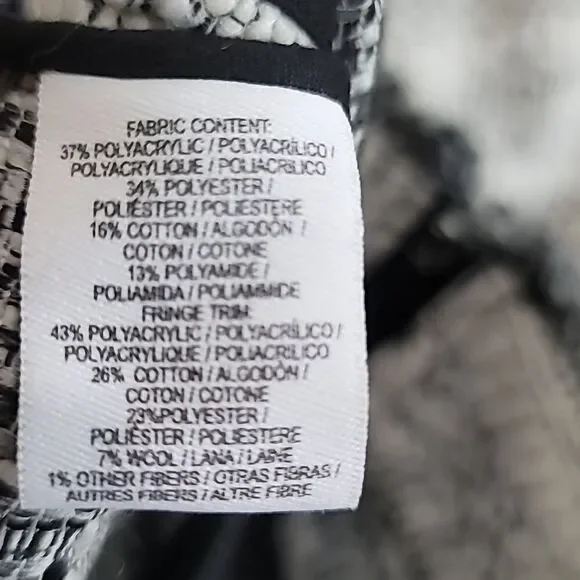 FABRIC CONTENT:
37% POLYACRYLIC / POLYACRÍLICO /
POLYACRYLIQUE / POLIACRILICO
34% POLYESTER /
POLIÉSTER / POLIESTERE
16% COTTON / ALGODÓN /
COTON / COTONE
13% POLYAMIDE /
POLIAMIDA / POLIAMMIDE
FRINGE TRIM:
43% POLYACRYLIC / POLYACRÍLICO /
POLYACRYLIQUE / POLIACRILICO
26% COTTON / ALGODÓN /
COTON / COTONE
23%POLYESTER /
POLIÉSTER / POLIESTERE
7% WOOL / LANA / LAINE
1% OTHER FIBERS / OTRAS FIBRAS /
AUTRES FIBERS / ALTRE FIBRE